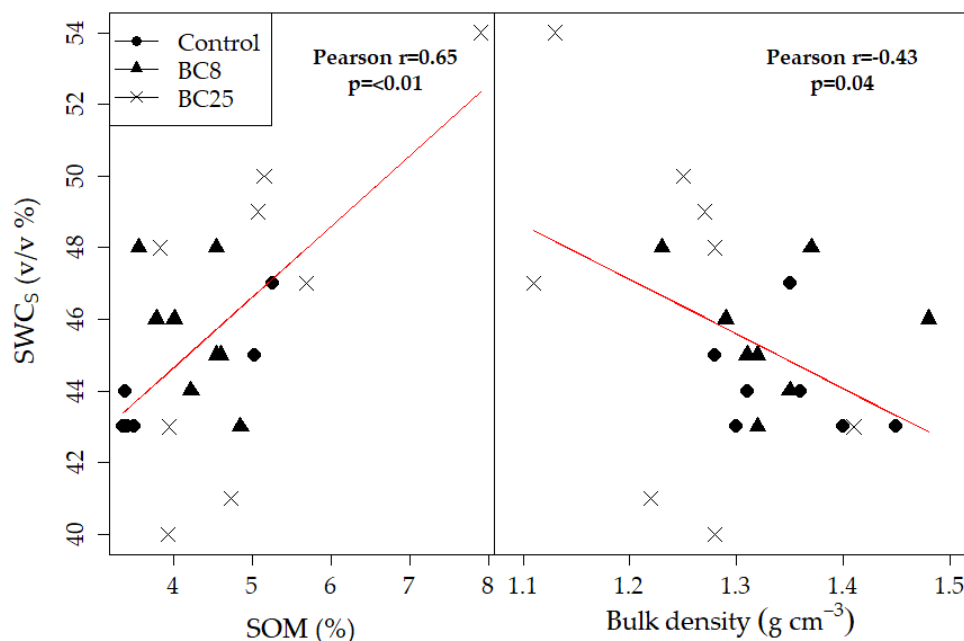 Control
BC8
BC25
Pearson r=0.65
p=<0.01
Pearson r=-0.43
p=0.04
SWCS (v/v %)
54
52
50
48
46
44
42
40
4 5 6 7 8
1.1 1.2 1.3 1.4 1.5
SOM (%)
Bulk density (g cm⁻³)